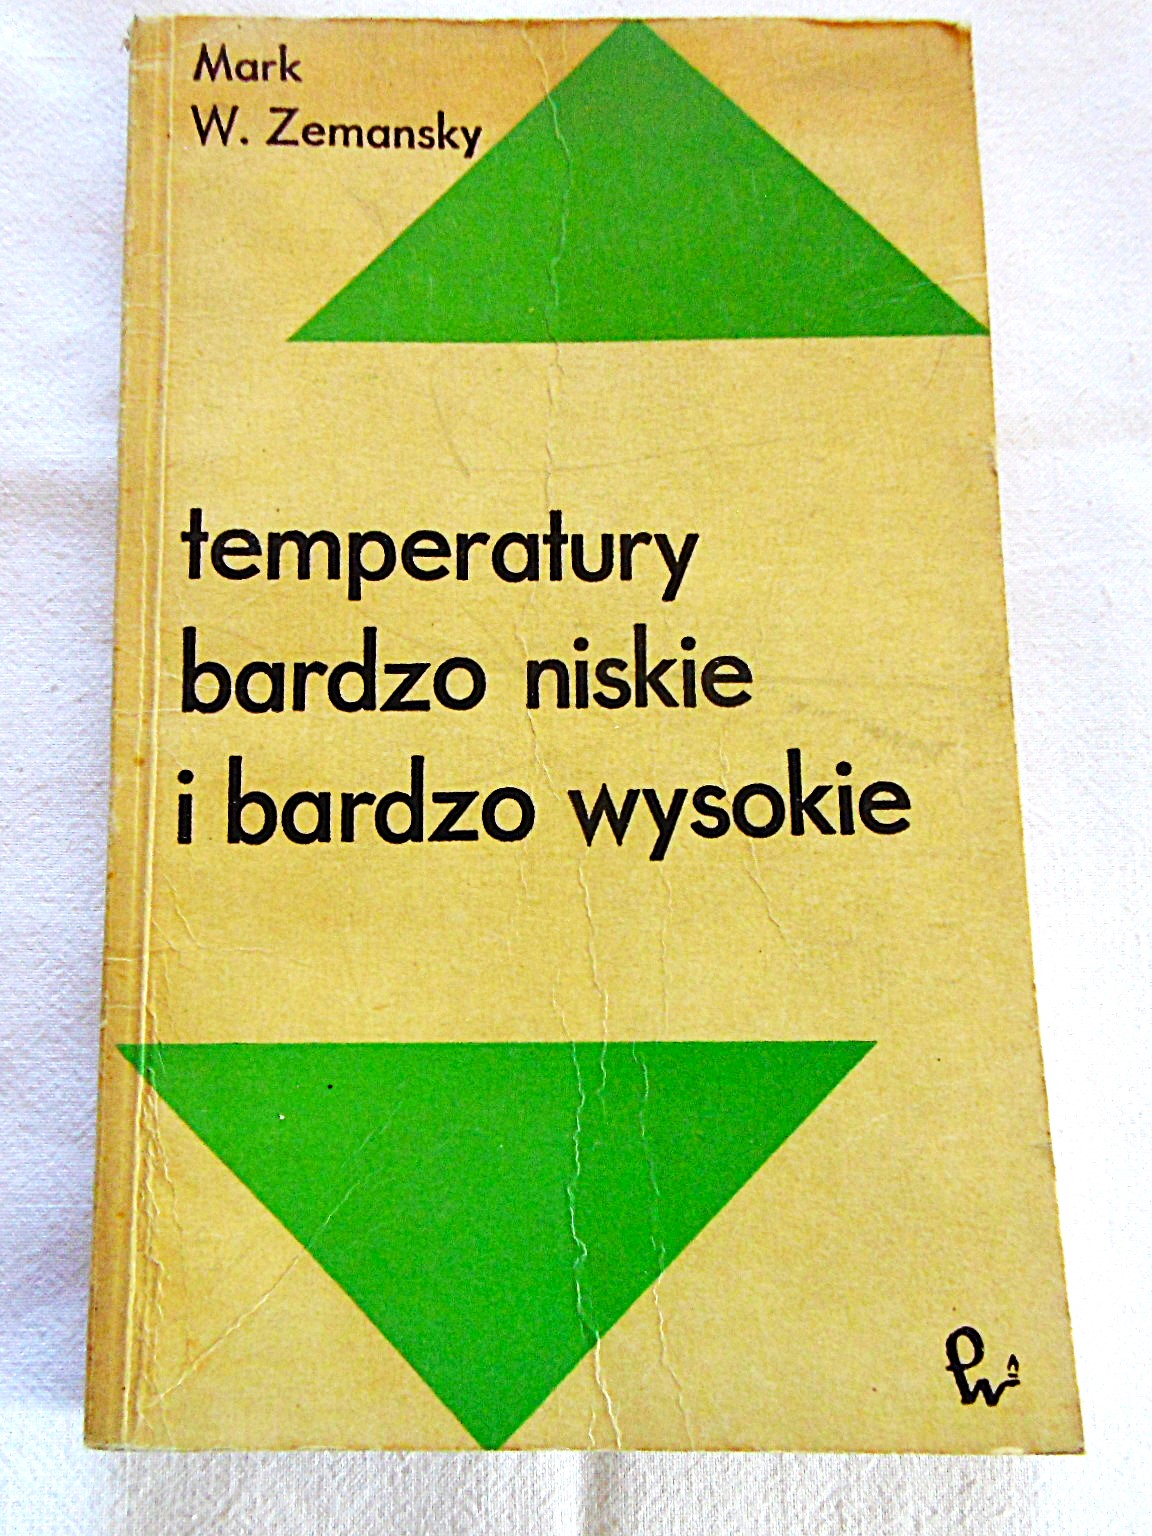 Mark
W. Zemansky
temperatury
bardzo niskie
i bardzo wysokie